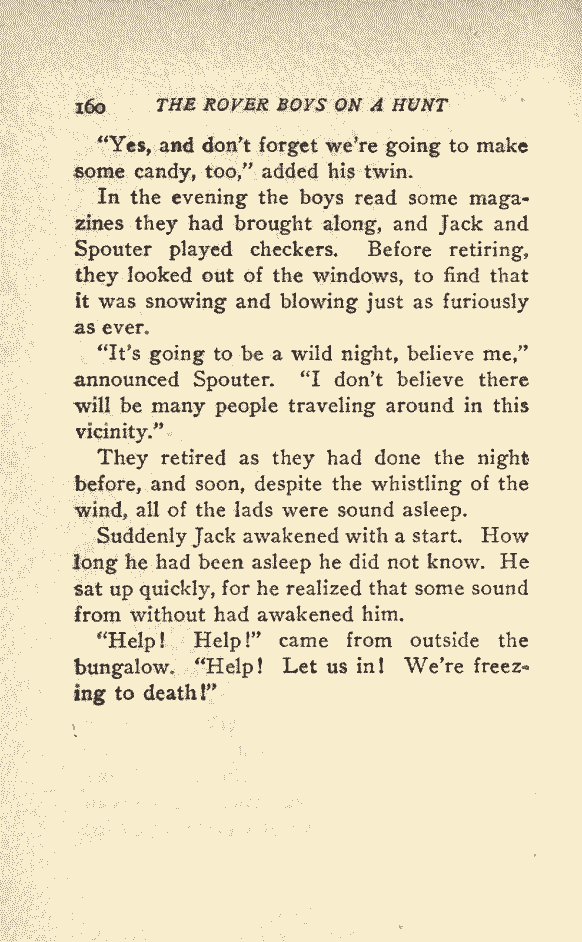 160 THE ROVER BOYS ON A HUNT
“Yes, and don’t forget we’re going to make
some candy, too,” added his twin.
In the evening the boys read some maga-
zines they had brought along, and Jack and
Spouter played checkers. Before retiring,
they looked out of the windows, to find that
it was snowing and blowing just as furiously
as ever.
“It’s going to be a wild night, believe me,”
announced Spouter. “I don’t believe there
will be many people traveling around in this
vicinity.”
They retired as they had done the night
before, and soon, despite the whistling of the
wind, all of the lads were sound asleep.
Suddenly Jack awakened with a start. How
long he had been asleep he did not know. He
sat up quickly, for he realized that some sound
from without had awakened him.
“Help! Help!” came from outside the
bungalow. “Help! Let us in! We’re freez-
ing to death!”